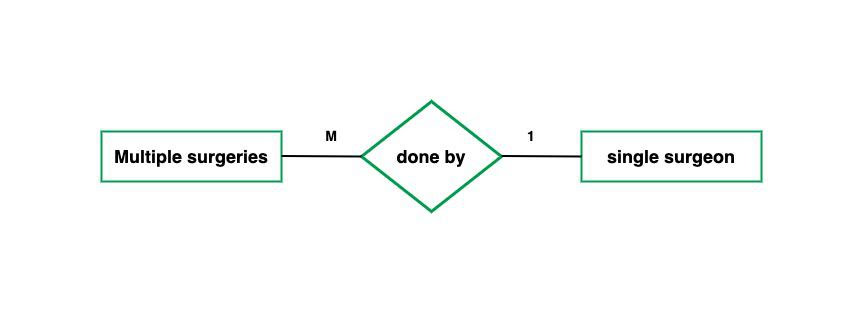 M
1
Multiple surgeries
done by
single surgeon